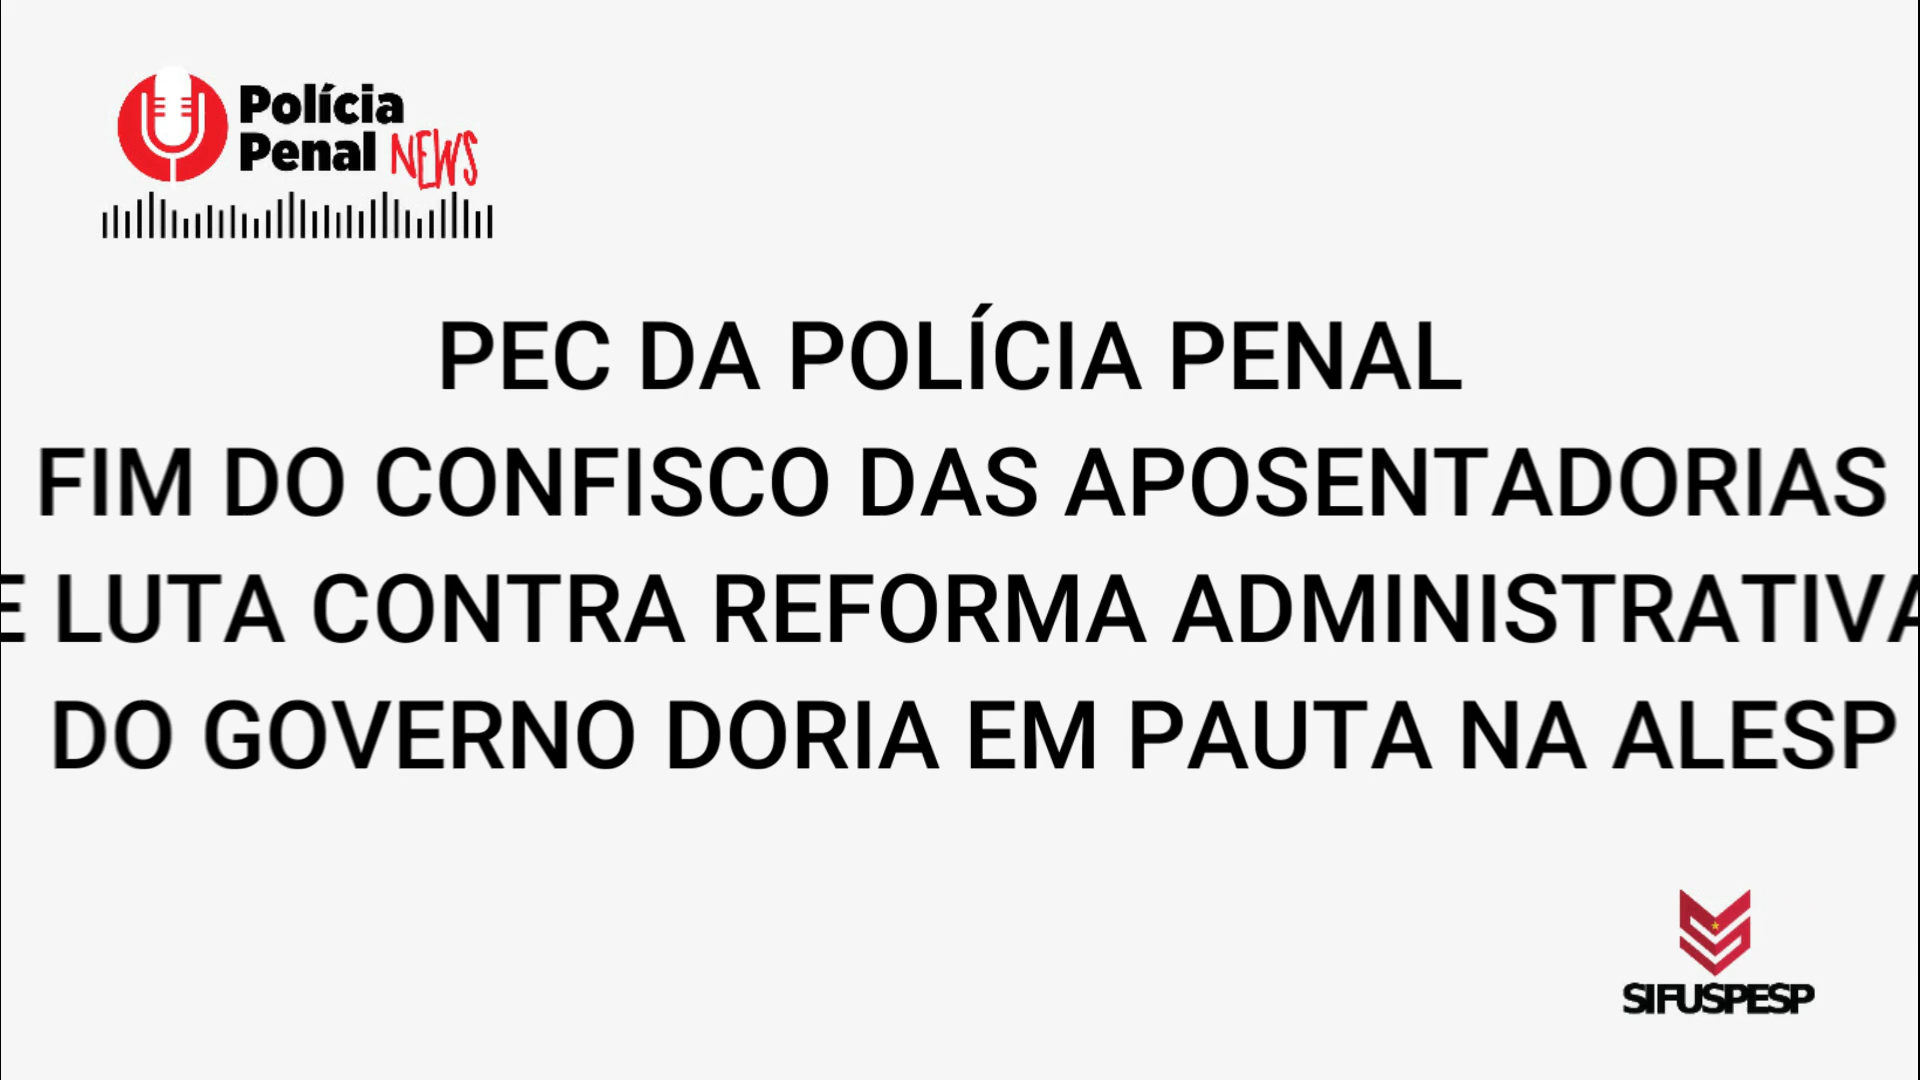 Polícia
Penal NEWS
PEC DA POLÍCIA PENAL
FIM DO CONFISCO DAS APOSENTADORIAS
E LUTA CONTRA REFORMA ADMINISTRATIVA
DO GOVERNO DORIA EM PAUTA NA ALESP
SIFUSPESP